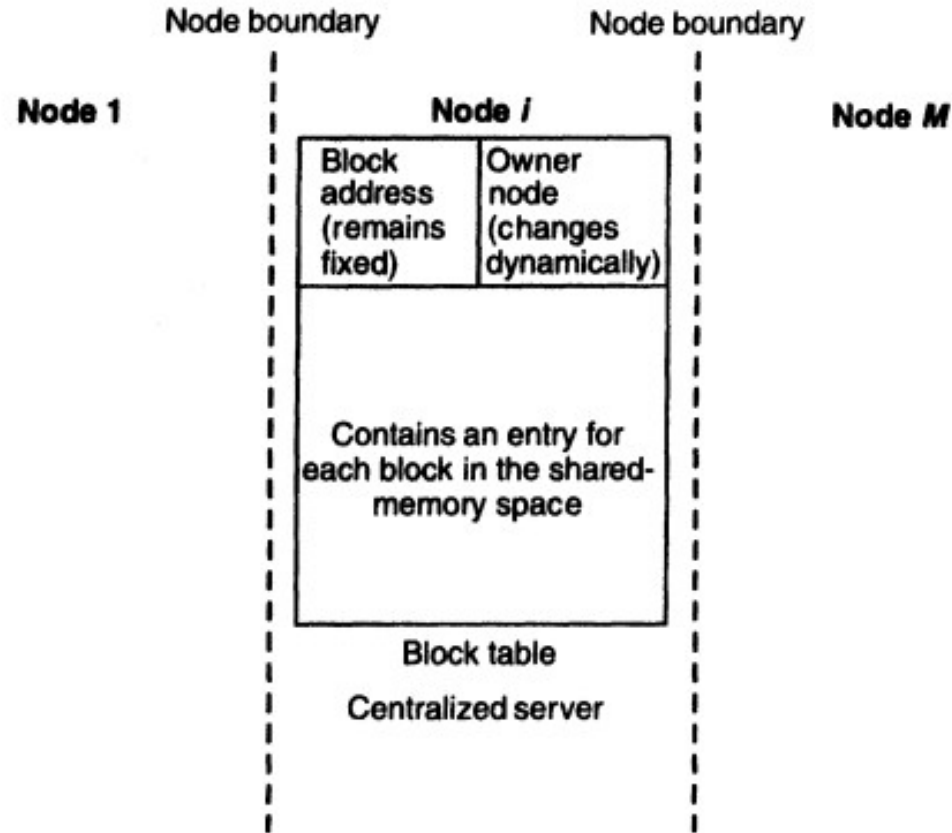 Node boundary
Node boundary
Node 1
Node i
Node M
Block
address
(remains
fixed)
Owner
node
(changes
dynamically)
Contains an entry for
each block in the shared-
memory space
Block table
Centralized server